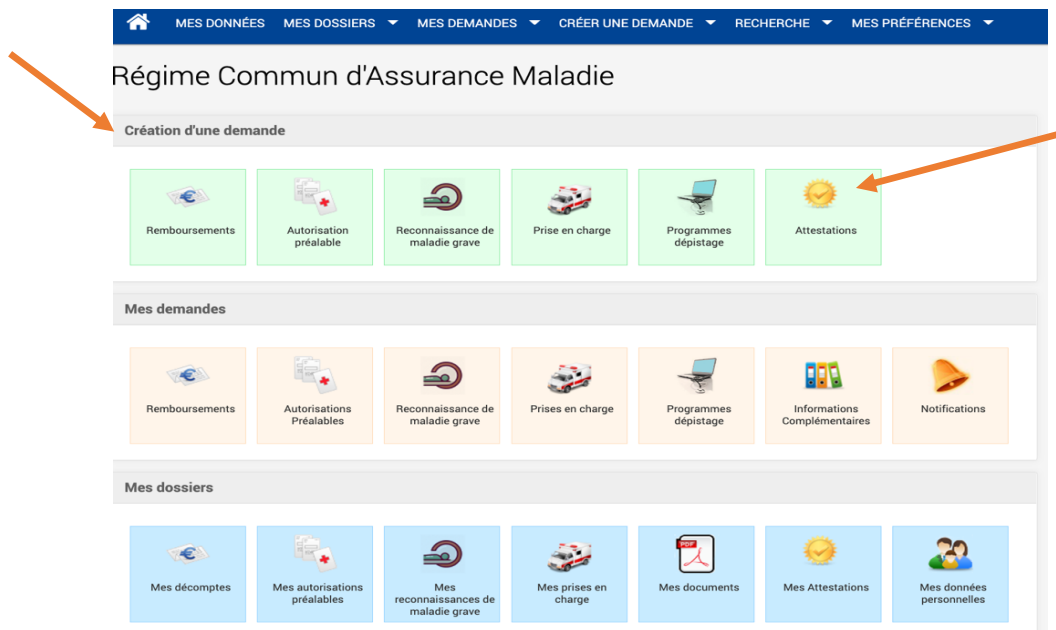 MES DONNÉES MES DOSSIERS MES DEMANDES CRÉER UNE DEMANDE RECHERCHE MES PRÉFÉRENCES
Régime Commun d'Assurance Maladie
Création d'une demande
Remboursements
Autorisation
préalable
Reconnaissance de
maladie grave
Prise en charge
Programmes
dépistage
Attestations
Mes demandes
Remboursements
Autorisations
Préalables
Reconnaissance de
maladie grave
Prises en charge
Programmes
dépistage
Informations
Complémentaires
Notifications
Mes dossiers
Mes décomptes
Mes autorisations
préalables
Mes
reconnaissances de
maladie grave
Mes prises en
charge
PDF
Mes documents
Mes Attestations
Mes données
personnelles